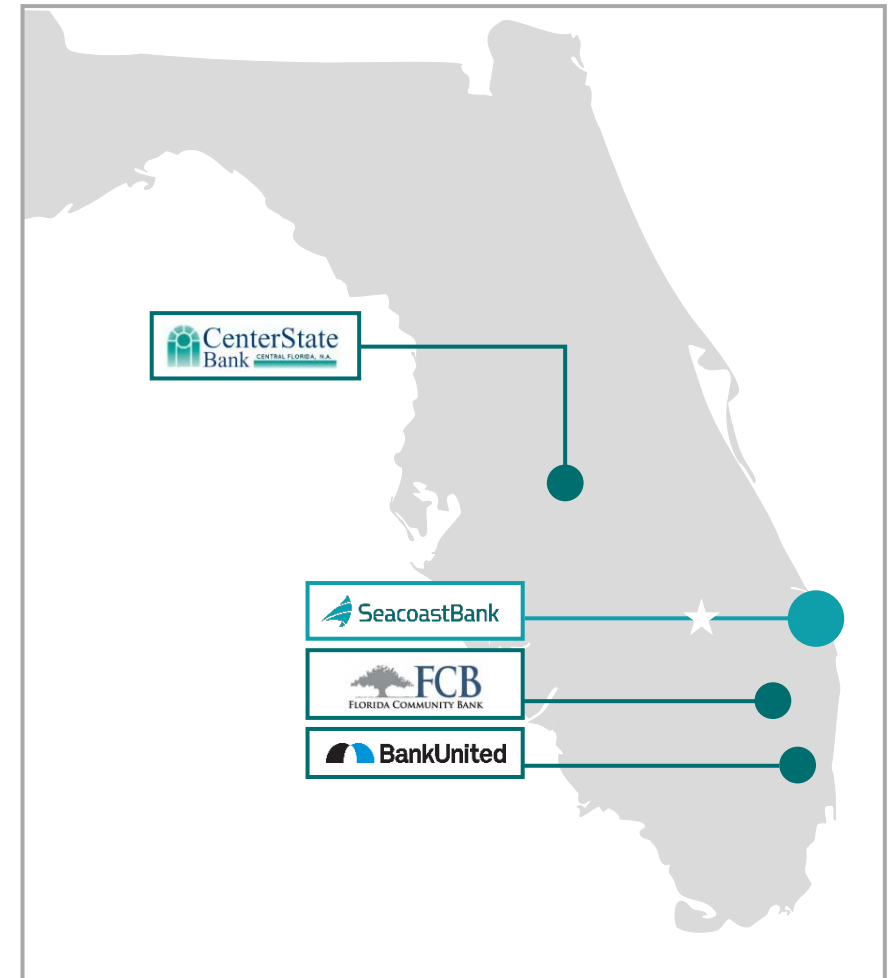 CenterState
Bank CENTRAL FLORIDA, N.A.
SeacoastBank
FCB
FLORIDA COMMUNITY BANK
BankUnited